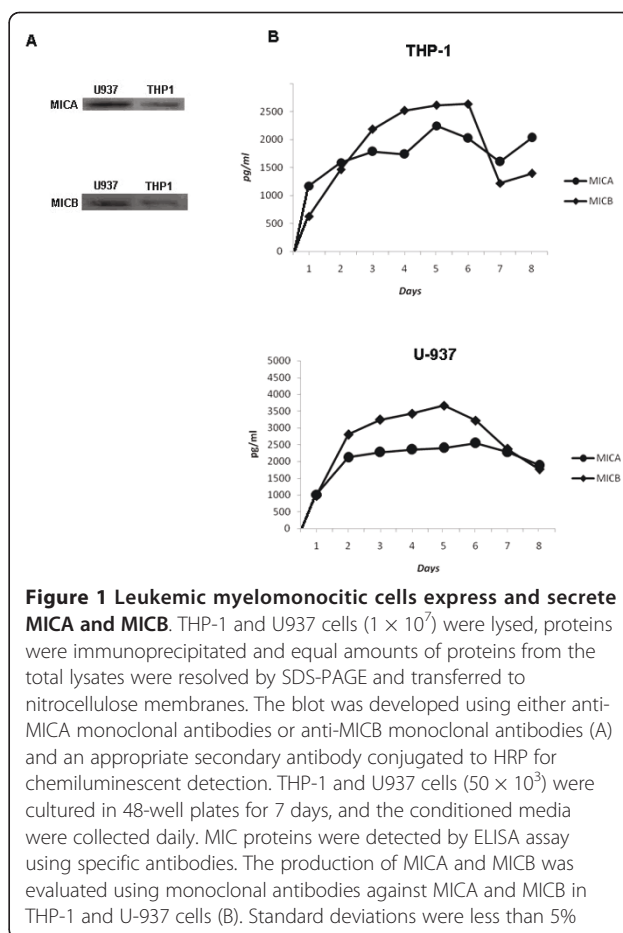 A
U937 THP1
MICA
U937 THP1
MICB
B
THP-1
2500
2000
1500
1000
500
0
pg/ml
1 2 3 4 5 6 7 8
Days
MICA
MICB
U-937
5000
4500
4000
3500
3000
2500
2000
1500
1000
500
0
pg/ml
1 2 3 4 5 6 7 8
Days
MICA
MICB
Figure 1 Leukemic myelomonocitic cells express and secrete
MICA and MICB. THP-1 and U937 cells (1 × 10⁷) were lysed, proteins
were immunoprecipitated and equal amounts of proteins from the
total lysates were resolved by SDS-PAGE and transferred to
nitrocellulose membranes. The blot was developed using either anti-
MICA monoclonal antibodies or anti-MICB monoclonal antibodies (A)
and an appropriate secondary antibody conjugated to HRP for
chemiluminescent detection. THP-1 and U937 cells (50 × 10³) were
cultured in 48-well plates for 7 days, and the conditioned media
were collected daily. MIC proteins were detected by ELISA assay
using specific antibodies. The production of MICA and MICB was
evaluated using monoclonal antibodies against MICA and MICB in
THP-1 and U-937 cells (B). Standard deviations were less than 5%